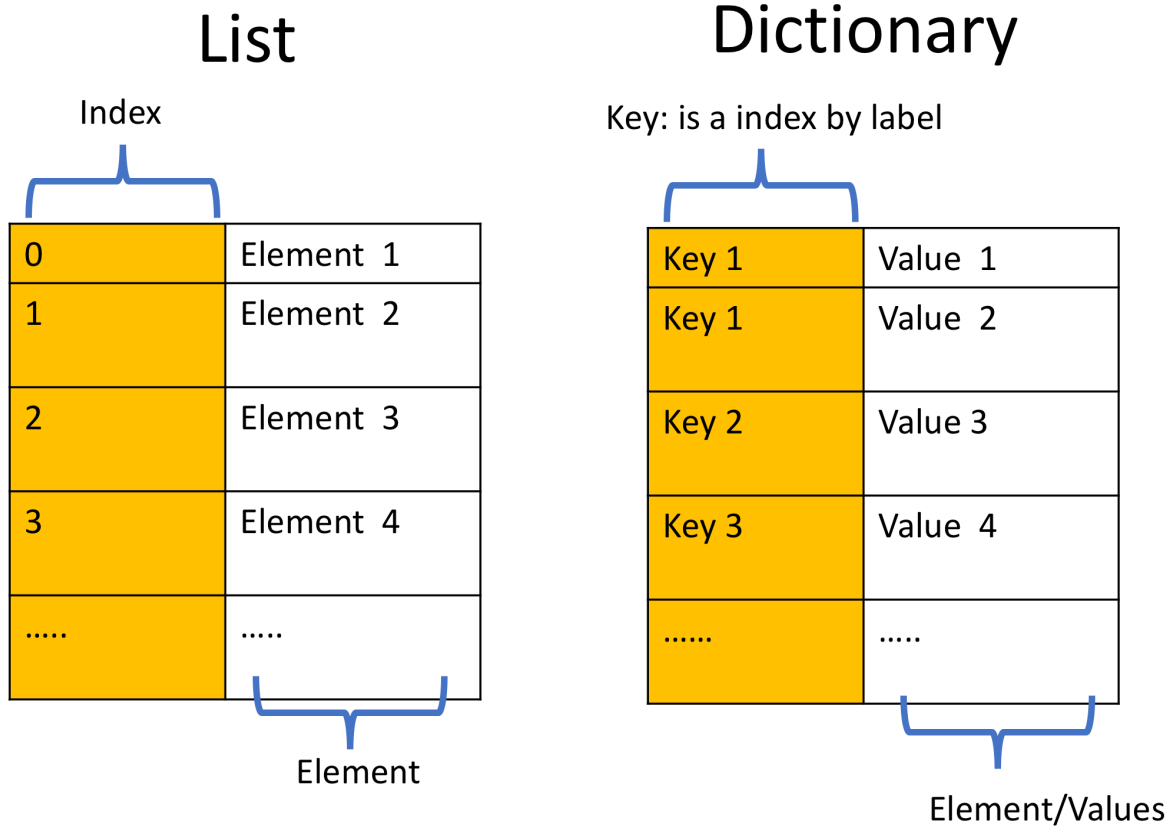 List
Index
0 Element 1
1 Element 2
2 Element 3
3 Element 4
..... .....
Element
Dictionary
Key: is a index by label
Key 1 Value 1
Key 1 Value 2
Key 2 Value 3
Key 3 Value 4
...... .....
Element/Values